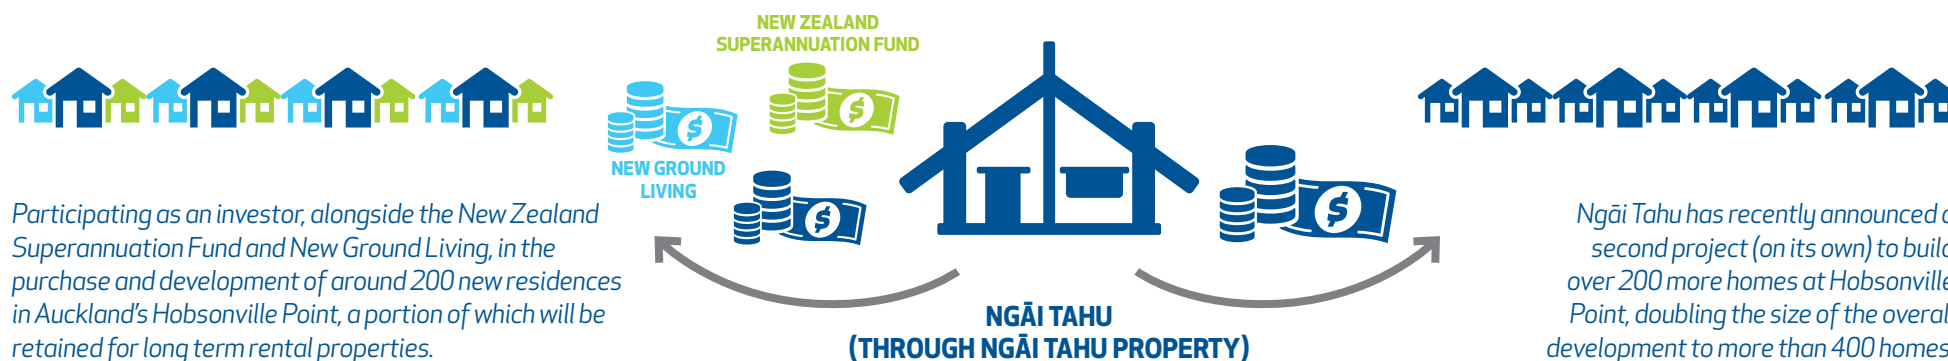 NEW ZEALAND
SUPERANNUATION FUND
NEW GROUND
LIVING
Participating as an investor, alongside the New Zealand
Superannuation Fund and New Ground Living, in the
purchase and development of around 200 new residences
in Auckland's Hobsonville Point, a portion of which will be
retained for long term rental properties.
NGĀI TAHU
(THROUGH NGĀI TAHU PROPERTY)
Ngāi Tahu has recently announced a
second project (on its own) to build
over 200 more homes at Hobsonville
Point, doubling the size of the overall
development to more than 400 homes